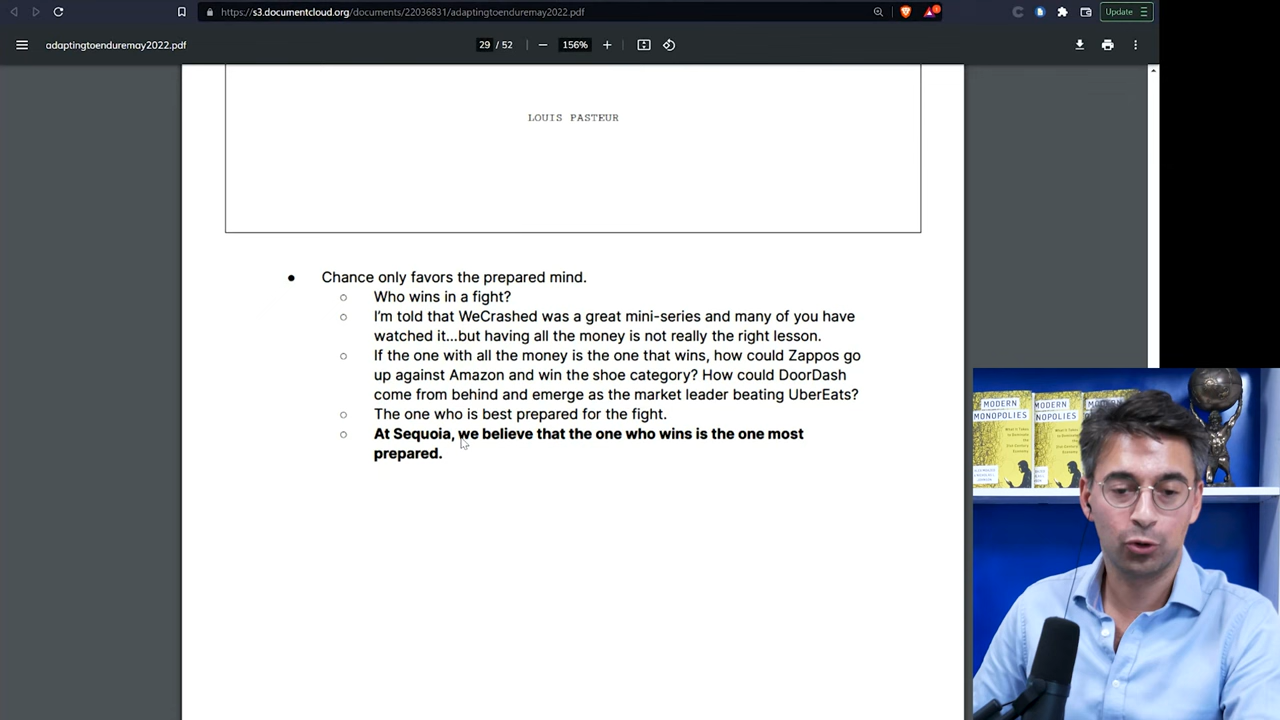 https://s3.documentcloud.org/documents/22036831/adaptingtoenduremay2022.pdf
Update
adaptingtoenduremay2022.pdf
29 / 52
156%
LOUIS PASTEUR
● Chance only favors the prepared mind.
○ Who wins in a fight?
○ I'm told that WeCrashed was a great mini-series and many of you have
watched it...but having all the money is not really the right lesson.
○ If the one with all the money is the one that wins, how could Zappos go
up against Amazon and win the shoe category? How could DoorDash
come from behind and emerge as the market leader beating UberEats?
○ The one who is best prepared for the fight.
○ At Sequoia, we believe that the one who wins is the one most
prepared.
MODERN
MONOPOLIES
MODERN
MODERN